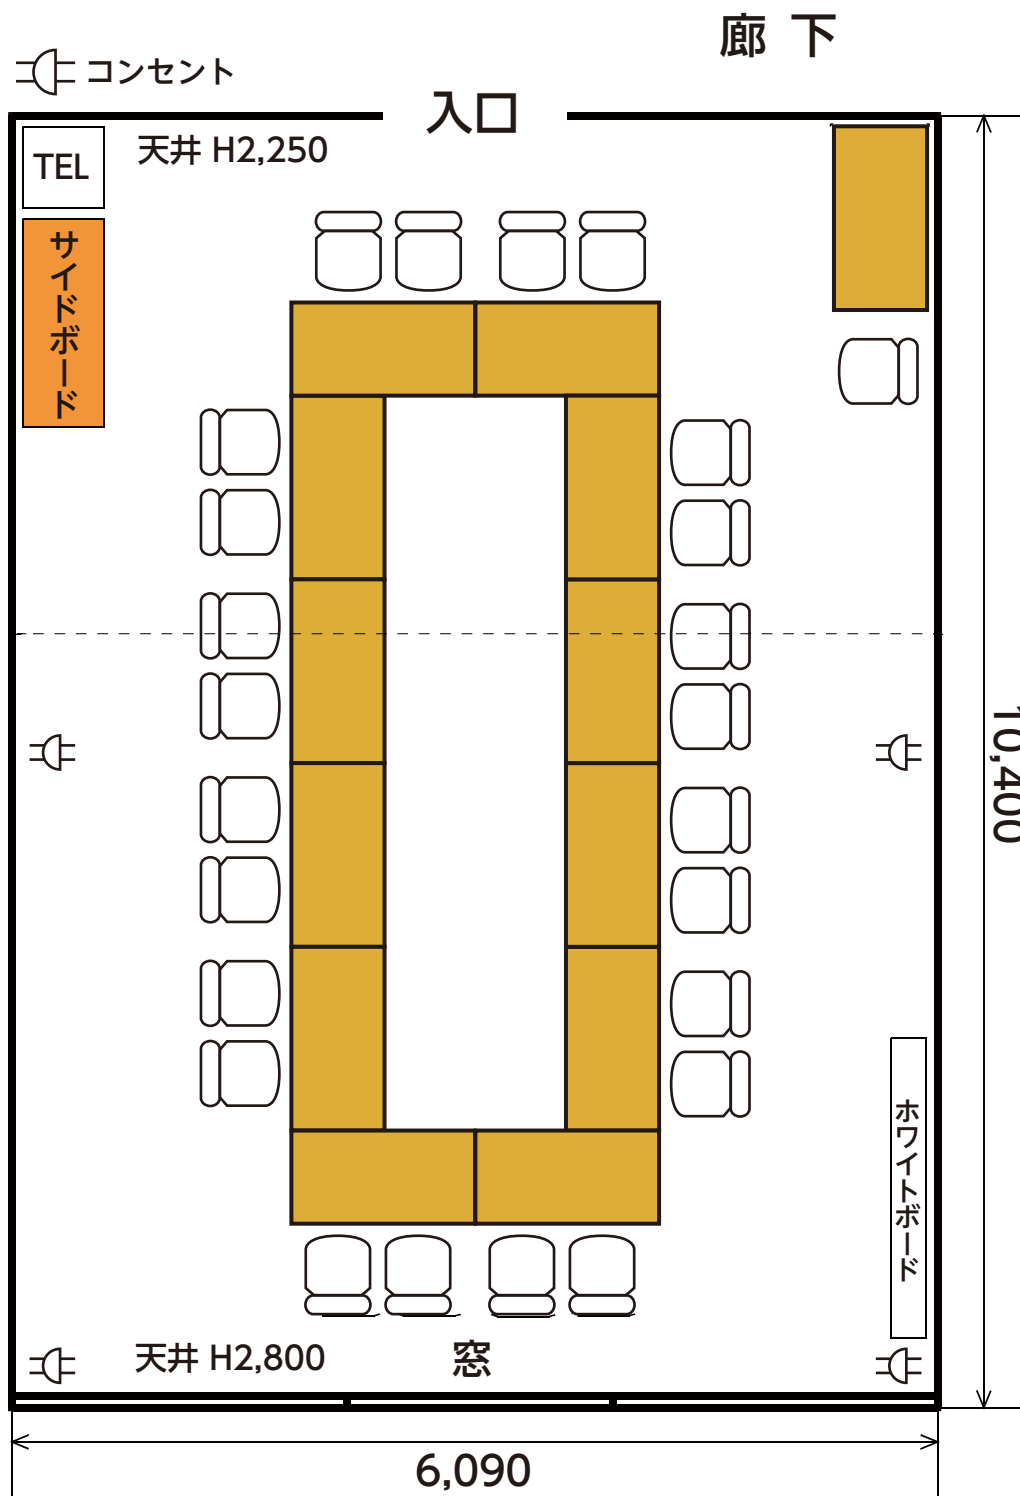 廊下
コンセント
入口
TEL
天井 H2,250
サイドボード
10,400
ホワイトボード
天井 H2,800
窓
6,090